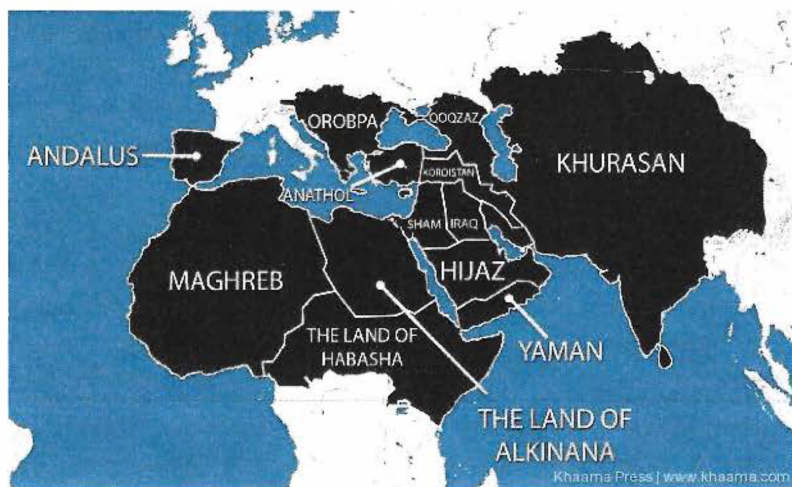 OROBPA
QOQZAZ
ANDALUS
KHURASAN
KORDISTAN
ANATHOL
SHAM
IRAQ
HIJAZ
MAGHREB
THE LAND OF
HABASHA
YAMAN
THE LAND OF
ALKINANA
Khaama Press | www.khaama.com